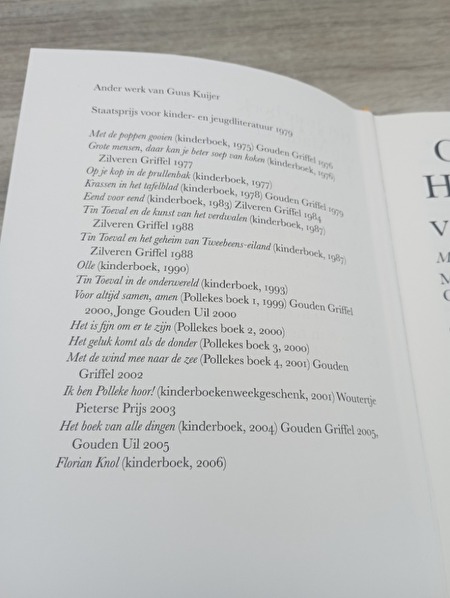 Ander werk van Guus Kuijer
Staatsprijs voor kinder- en jeugdliteratuur 1979
Met de poppen gooien (kinderboek, 1975) Gouden Griffel 1976
Grote mensen, daar kan je beter soep van koken (kinderboek, 1976)
Zilveren Griffel 1977
Op je kop in de prullenbak (kinderboek, 1977)
Krassen in het tafelblad (kinderboek, 1978) Gouden Griffel 1979
Eend voor eend (kinderboek, 1983) Zilveren Griffel 1984
Tin Toeval en de kunst van het verdwalen (kinderboek, 1987)
Zilveren Griffel 1988
Tin Toeval en het geheim van Tweebeens-eiland (kinderboek, 1987)
Zilveren Griffel 1988
Olle (kinderboek, 1990)
Tin Toeval in de onderwereld (kinderboek, 1993)
Voor altijd samen, amen (Pollekes boek 1, 1999) Gouden Griffel
2000, Jonge Gouden Uil 2000
Het is fijn om er te zijn (Pollekes boek 2, 2000)
Het geluk komt als de donder (Pollekes boek 3, 2000)
Met de wind mee naar de zee (Pollekes boek 4, 2001) Gouden
Griffel 2002
Ik ben Polleke hoor! (kinderboekenweekgeschenk, 2001) Woutertje
Pieterse Prijs 2003
Het boek van alle dingen (kinderboek, 2004) Gouden Griffel 2005,
Gouden Uil 2005
Florian Knol (kinderboek, 2006)